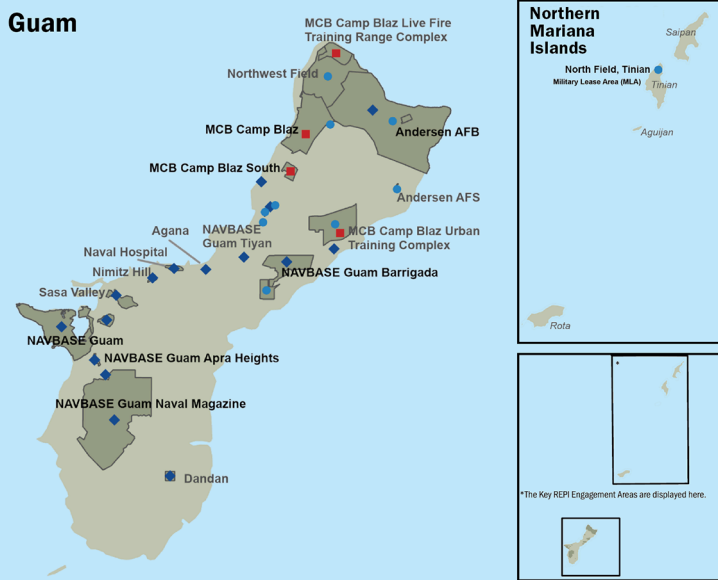 Guam
MCB Camp Blaz Live Fire
Training Range Complex
Northwest Field
MCB Camp Blaz
Andersen AFB
MCB Camp Blaz South
Andersen AFS
Agana
NAVBASE
Guam Tiyan
MCB Camp Blaz Urban
Training Complex
Naval Hospital
Nimitz Hill
NAVBASE Guam Barrigada
Sasa Valley
NAVBASE Guam
NAVBASE Guam Apra Heights
NAVBASE Guam Naval Magazine
Dandan
Northern
Mariana
Islands
Saipan
North Field, Tinian
Military Lease Area (MLA)
Tinian
Aguijan
Rota
*
*The Key REPI Engagement Areas are displayed here.